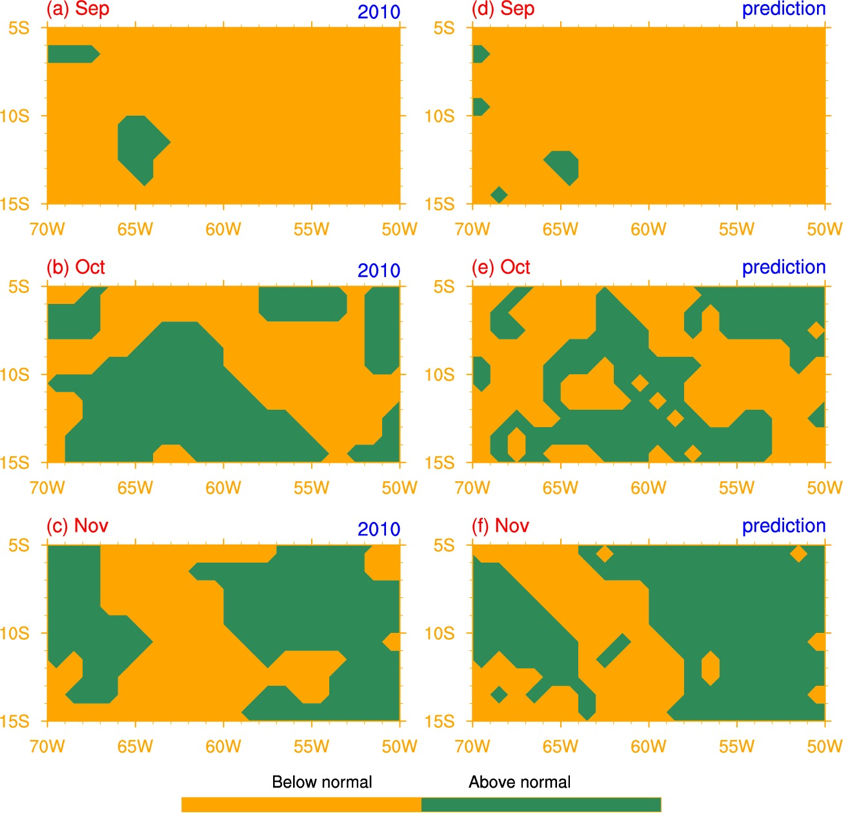 (a) Sep 2010 (d) Sep prediction
5S 5S
10S 10S
15S 15S
70W 65W 60W 55W 50W 70W 65W 60W 55W 50W
(b) Oct 2010 (e) Oct prediction
5S 5S
10S 10S
15S 15S
70W 65W 60W 55W 50W 70W 65W 60W 55W 50W
(c) Nov 2010 (f) Nov prediction
5S 5S
10S 10S
15S 15S
70W 65W 60W 55W 50W 70W 65W 60W 55W 50W
Below normal Above normal